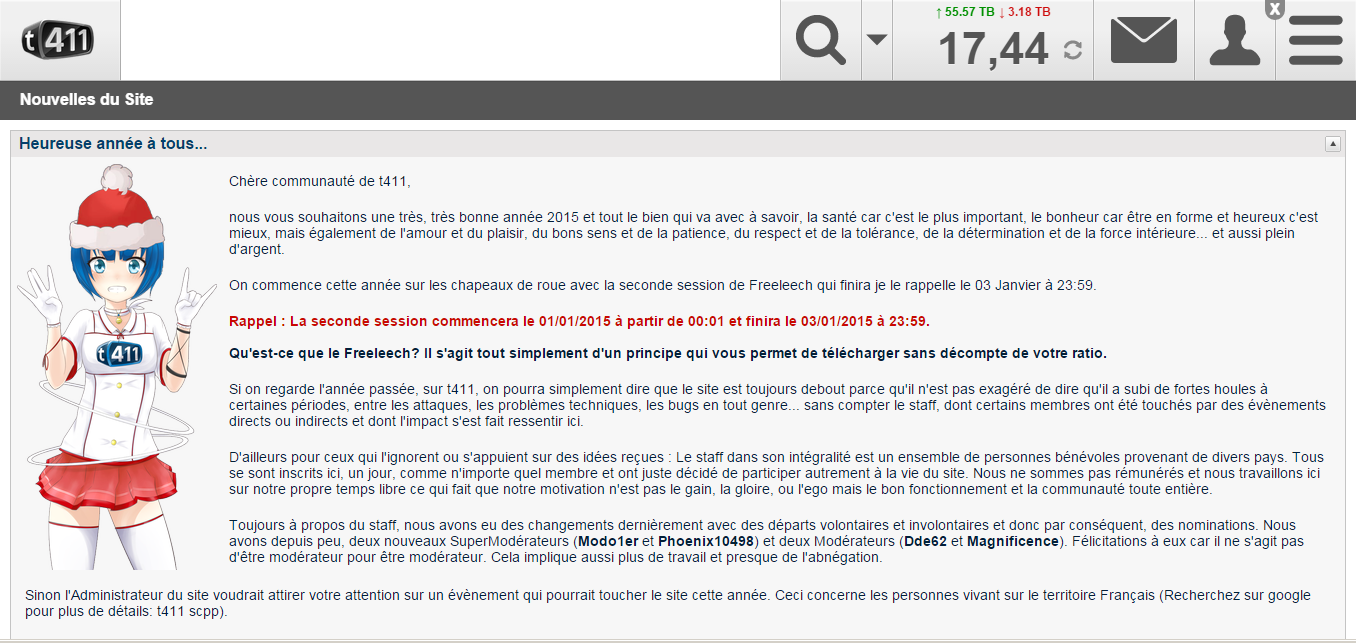 t411
↑ 55.57 TB ↓ 3.18 TB
17,44
X
Nouvelles du Site
Heureuse année à tous...
t411
Chère communauté de t411,
nous vous souhaitons une très, très bonne année 2015 et tout le bien qui va avec à savoir, la santé car c'est le plus important, le bonheur car être en forme et heureux c'est
mieux, mais également de l'amour et du plaisir, du bons sens et de la patience, du respect et de la tolérance, de la détermination et de la force intérieure... et aussi plein
d'argent.
On commence cette année sur les chapeaux de roue avec la seconde session de Freeleech qui finira je le rappelle le 03 Janvier à 23:59.
Rappel : La seconde session commencera le 01/01/2015 à partir de 00:01 et finira le 03/01/2015 à 23:59.
Qu'est-ce que le Freeleech? Il s'agit tout simplement d'un principe qui vous permet de télécharger sans décompte de votre ratio.
Si on regarde l'année passée, sur t411, on pourra simplement dire que le site est toujours debout parce qu'il n'est pas exagéré de dire qu'il a subi de fortes houles à
certaines périodes, entre les attaques, les problèmes techniques, les bugs en tout genre... sans compter le staff, dont certains membres ont été touchés par des évènements
directs ou indirects et dont l'impact s'est fait ressentir ici.
D'ailleurs pour ceux qui l'ignorent ou s'appuient sur des idées reçues : Le staff dans son intégralité est un ensemble de personnes bénévoles provenant de divers pays. Tous
se sont inscrits ici, un jour, comme n'importe quel membre et ont juste décidé de participer autrement à la vie du site. Nous ne sommes pas rémunérés et nous travaillons ici
sur notre propre temps libre ce qui fait que notre motivation n'est pas le gain, la gloire, ou l'ego mais le bon fonctionnement et la communauté toute entière.
Toujours à propos du staff, nous avons eu des changements dernièrement avec des départs volontaires et involontaires et donc par conséquent, des nominations. Nous
avons depuis peu, deux nouveaux SuperModérateurs (Modo1er et Phoenix10498) et deux Modérateurs (Dde62 et Magnificence). Félicitations à eux car il ne s'agit pas
d'être modérateur pour être modérateur. Cela implique aussi plus de travail et presque de l'abnégation.
Sinon l'Administrateur du site voudrait attirer votre attention sur un évènement qui pourrait toucher le site cette année. Ceci concerne les personnes vivant sur le territoire Français (Recherchez sur google
pour plus de détails: t411 scpp).